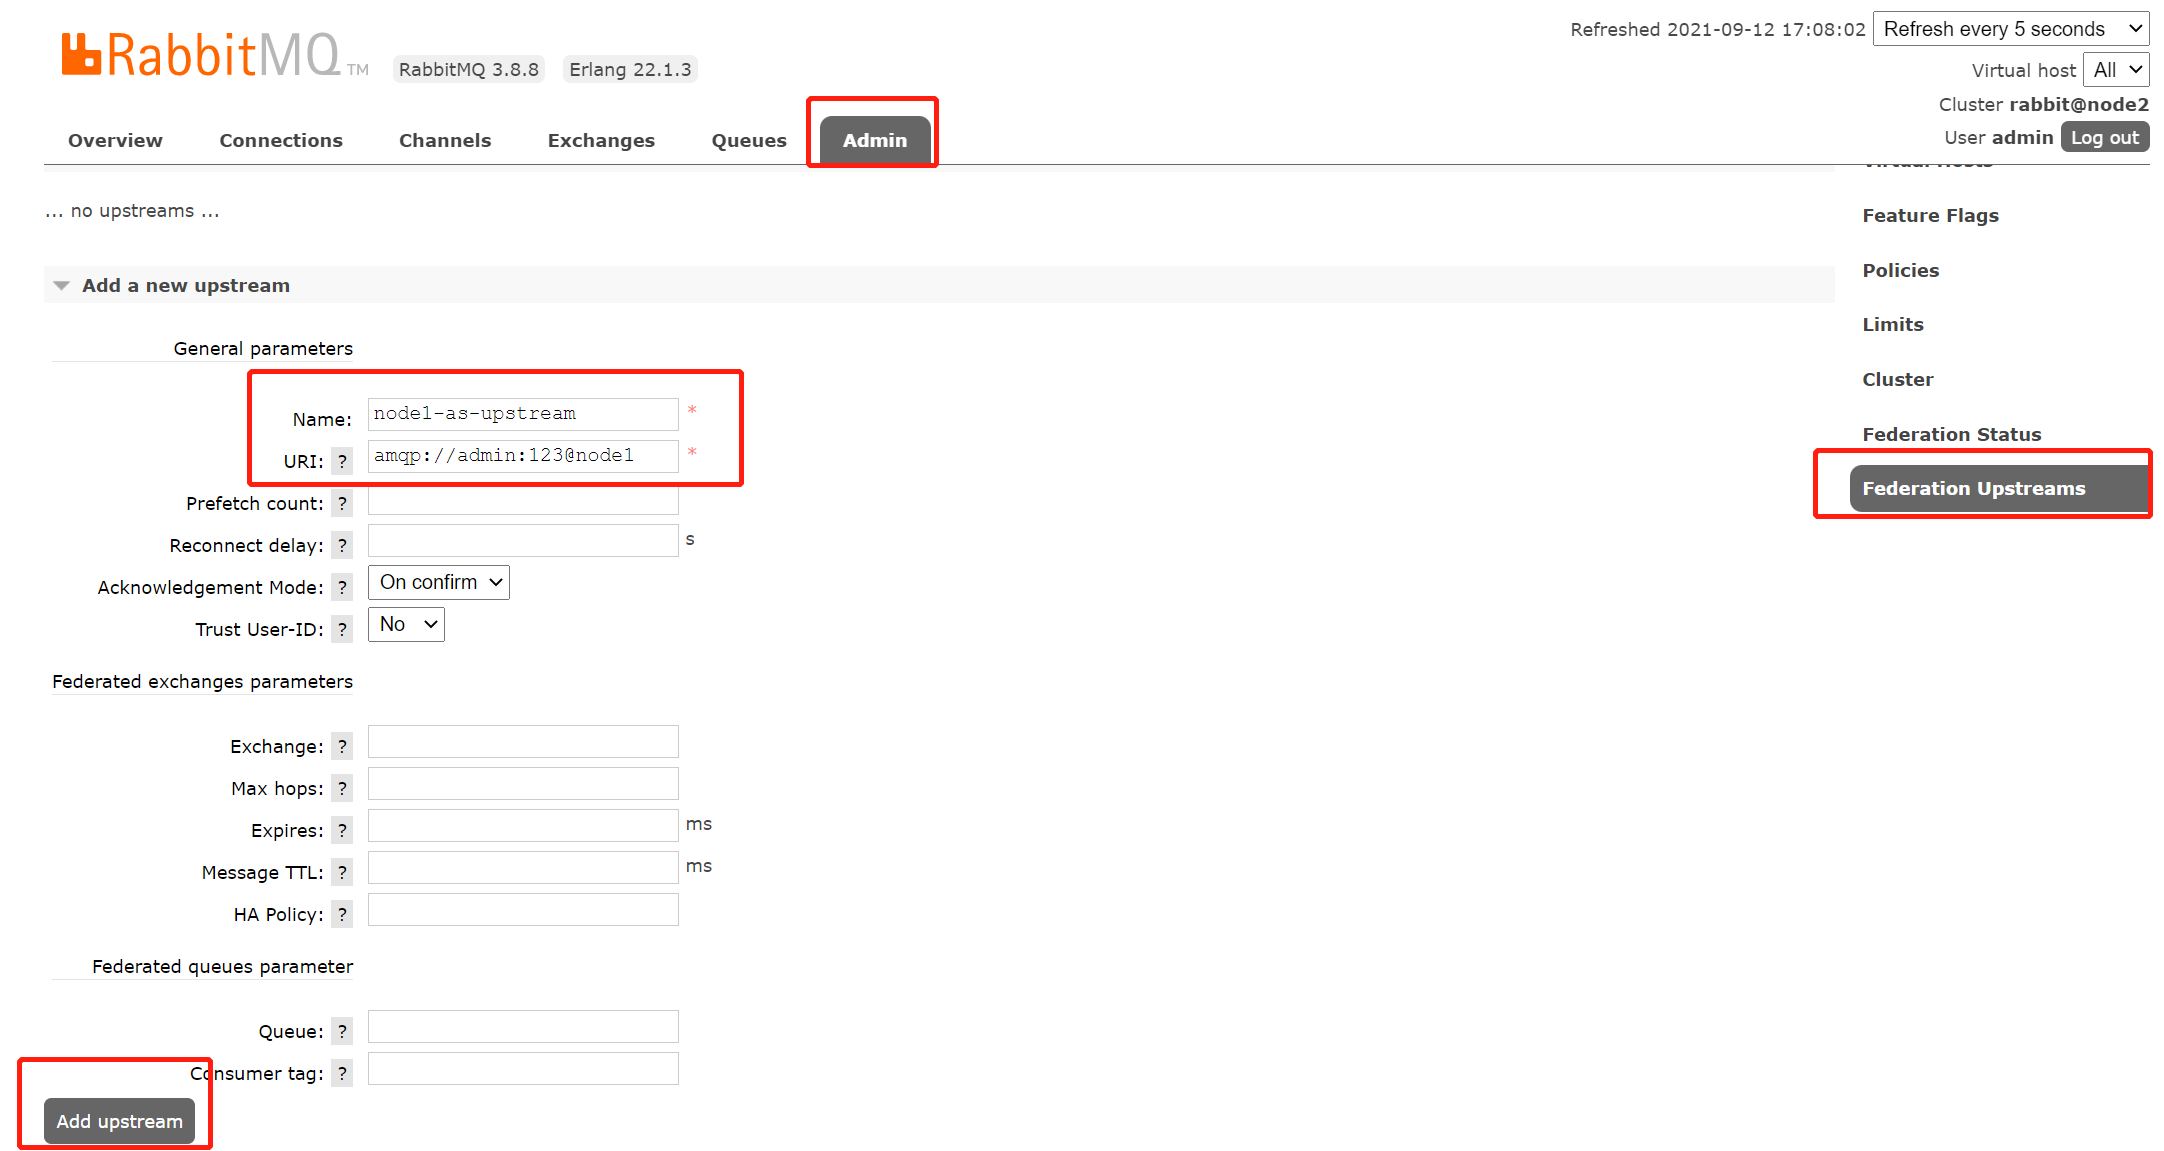 Refreshed 2021-09-12 17:08:02 Refresh every 5 seconds
RabbitMQ TM RabbitMQ 3.8.8 Erlang 22.1.3
Virtual host All
Cluster rabbit@node2
User admin Log out
Overview Connections Channels Exchanges Queues Admin
Virtual Hosts
... no upstreams ...
Feature Flags
Policies
Limits
Cluster
Federation Status
Federation Upstreams
Add a new upstream
General parameters
Name: node1-as-upstream *
URI: ? amqp://admin:123@node1 *
Prefetch count: ?
Reconnect delay: ? s
Acknowledgement Mode: ? On confirm
Trust User-ID: ? No
Federated exchanges parameters
Exchange: ?
Max hops: ?
Expires: ? ms
Message TTL: ? ms
HA Policy: ?
Federated queues parameter
Queue: ?
Consumer tag: ?
Add upstream